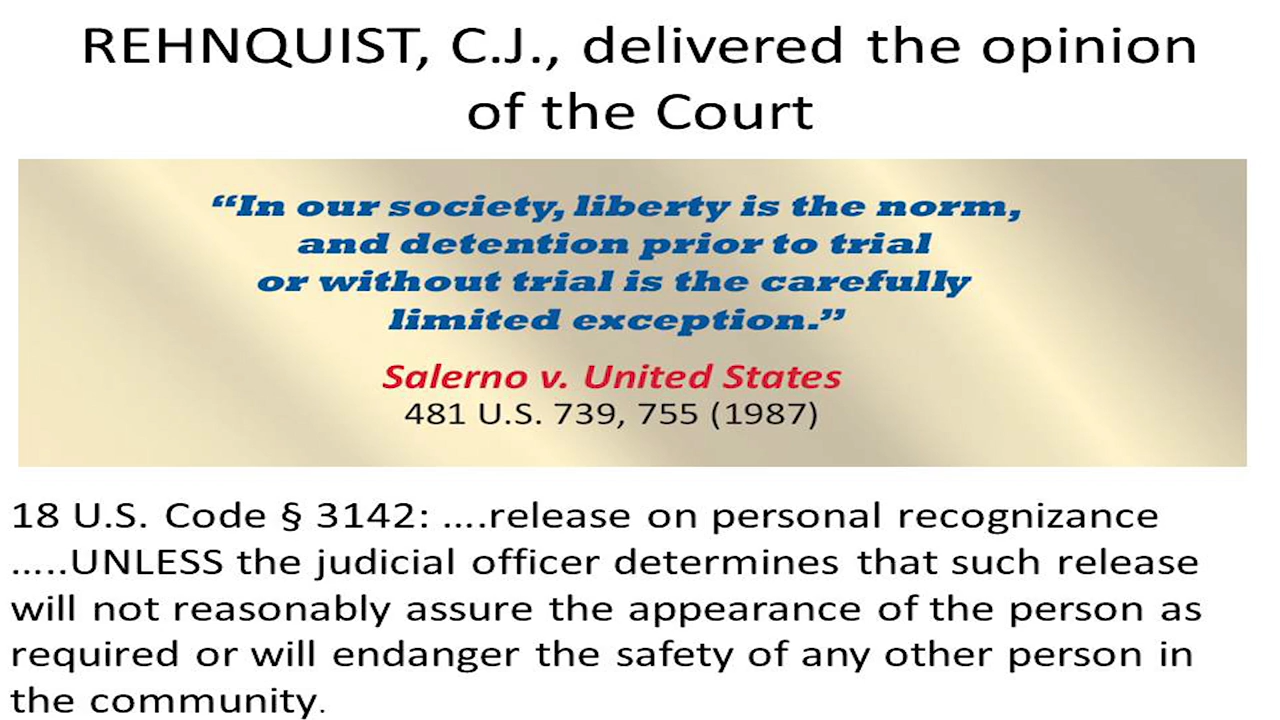 REHNQUIST, C.J., delivered the opinion
of the Court
“In our society, liberty is the norm,
and detention prior to trial
or without trial is the carefully
limited exception.”
Salerno v. United States
481 U.S. 739, 755 (1987)
18 U.S. Code § 3142: ….release on personal recognizance
…..UNLESS the judicial officer determines that such release
will not reasonably assure the appearance of the person as
required or will endanger the safety of any other person in
the community.